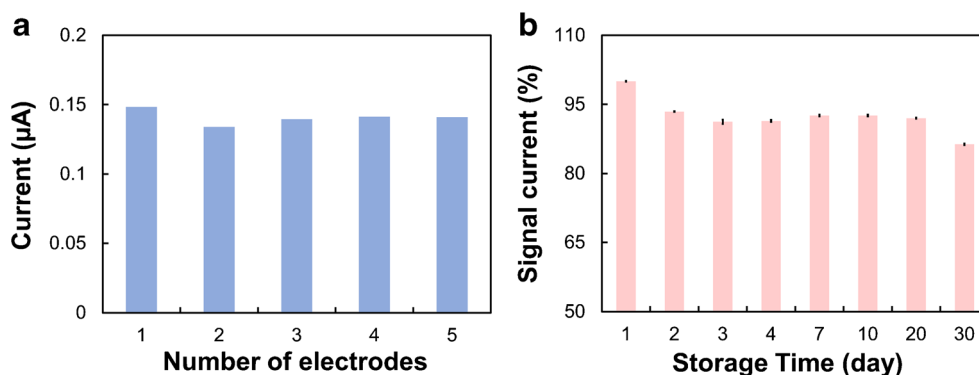 a
0.2
0.15
0.1
0.05
0
Current (μA)
1 2 3 4 5
Number of electrodes
b
110
95
80
65
50
Signal current (%)
1 2 3 4 7 10 20 30
Storage Time (day)